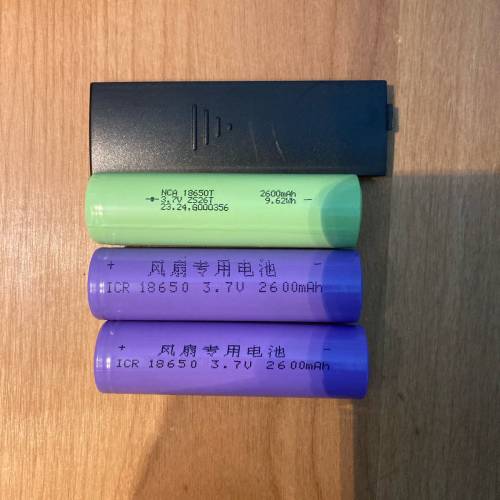 NCA 18650T 2600mAh
3.7V ZS26T 9.62Wh −
23.24.G000356
+ −
风扇专用电池
ICR 18650 3.7V 2600mAh
+ −
风扇专用电池
ICR 18650 3.7V 2600mAh